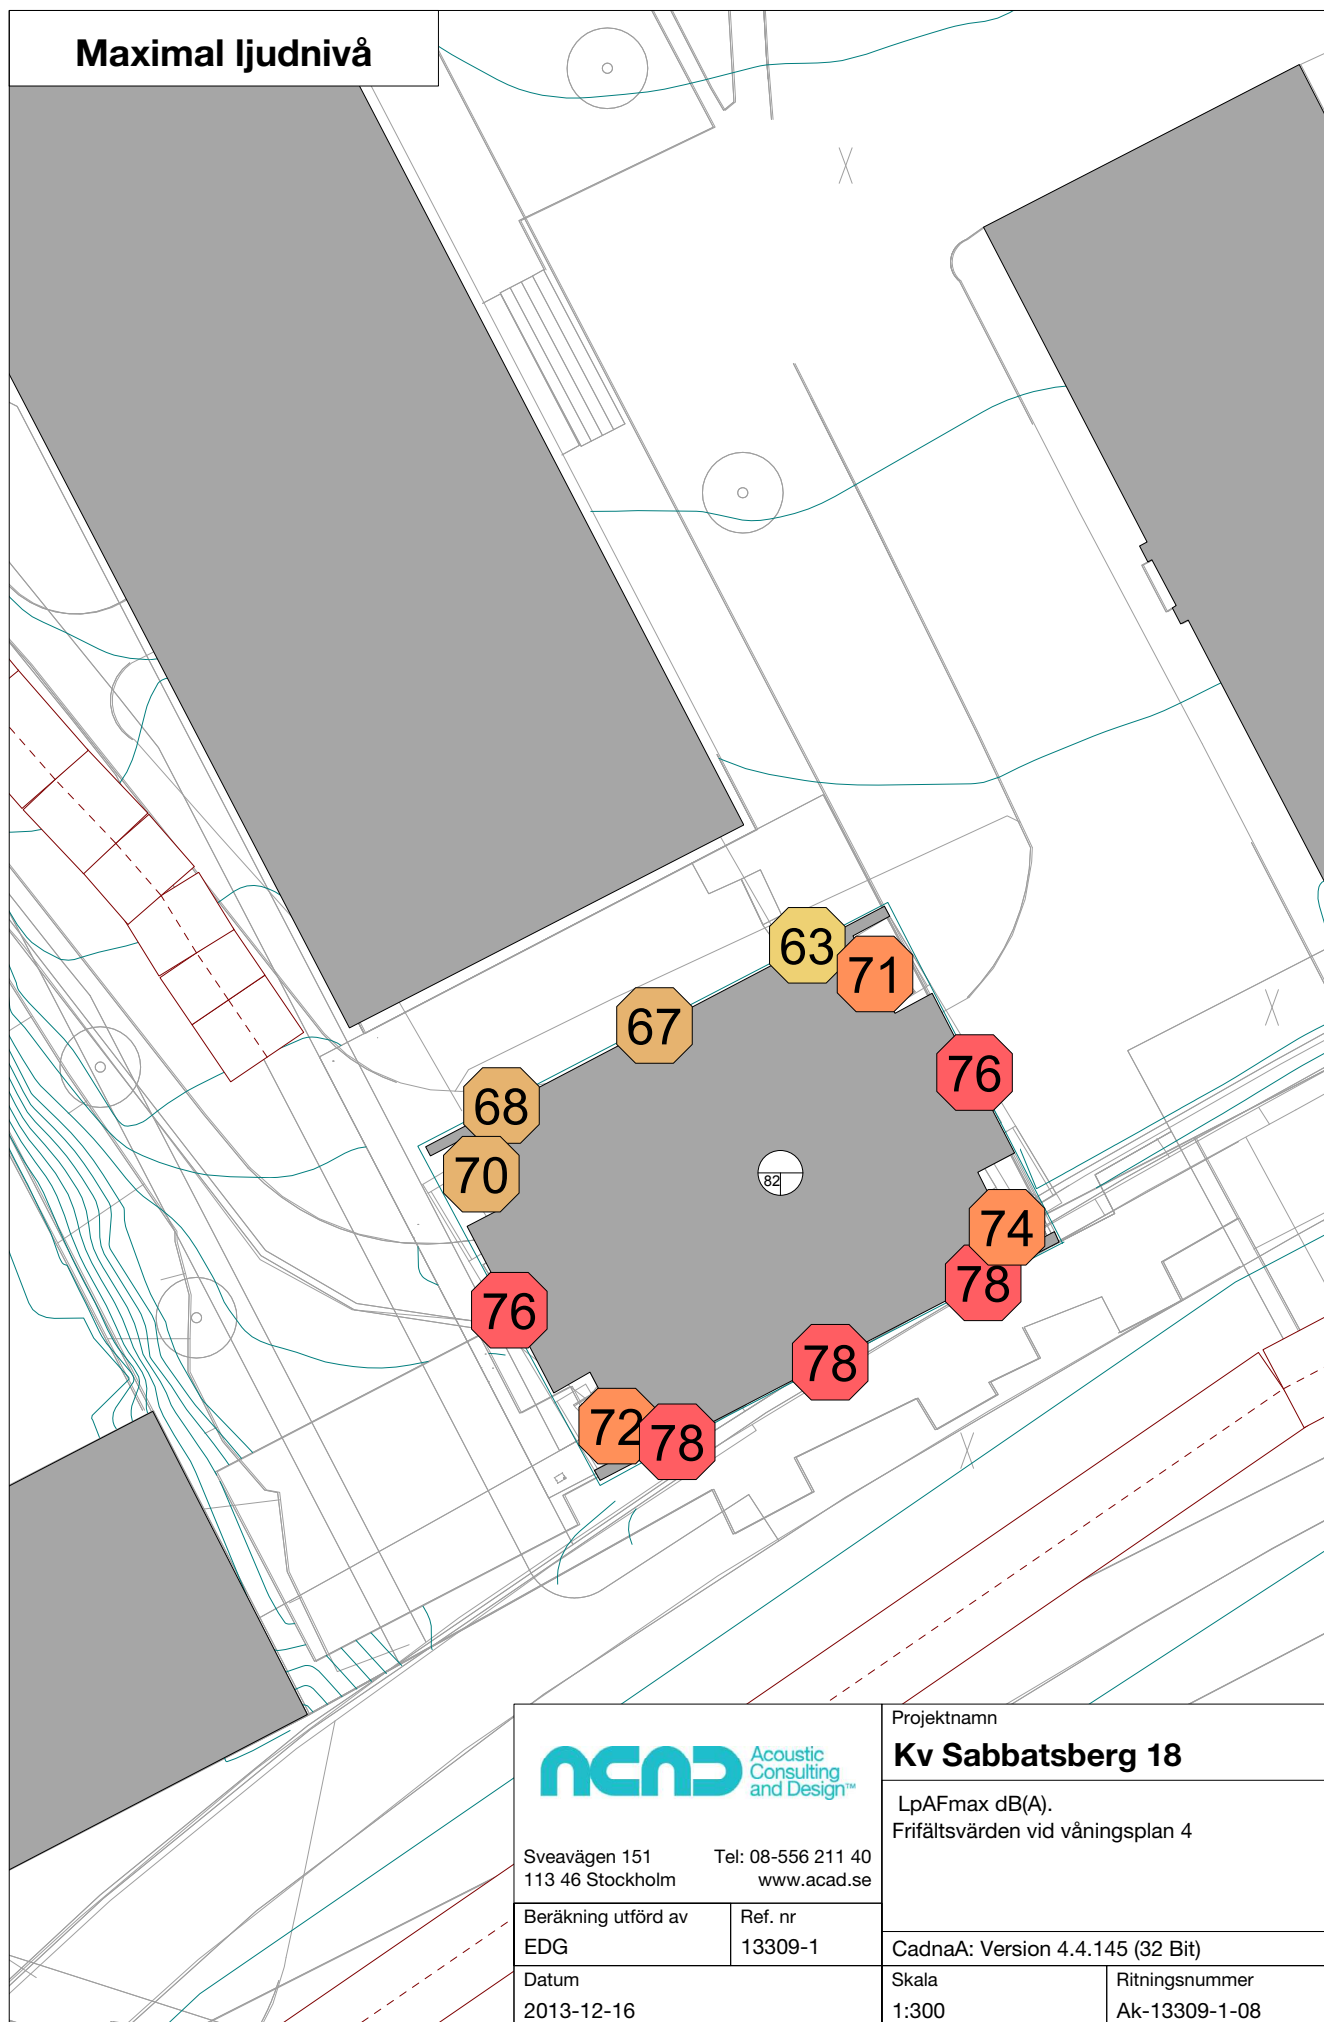 Maximal ljudnivå
63
71
67
76
68
70
82
74
78
76
78
72
78
ACAD
Acoustic
Consulting
and Design™
Sveavägen 151
Tel: 08-556 211 40
113 46 Stockholm
www.acad.se
Projektnamn
Kv Sabbatsberg 18
LpAFmax dB(A).
Frifältsvärden vid våningsplan 4
Beräkning utförd av
EDG
Ref. nr
13309-1
CadnaA: Version 4.4.145 (32 Bit)
Datum
2013-12-16
Skala
1:300
Ritningsnummer
Ak-13309-1-08